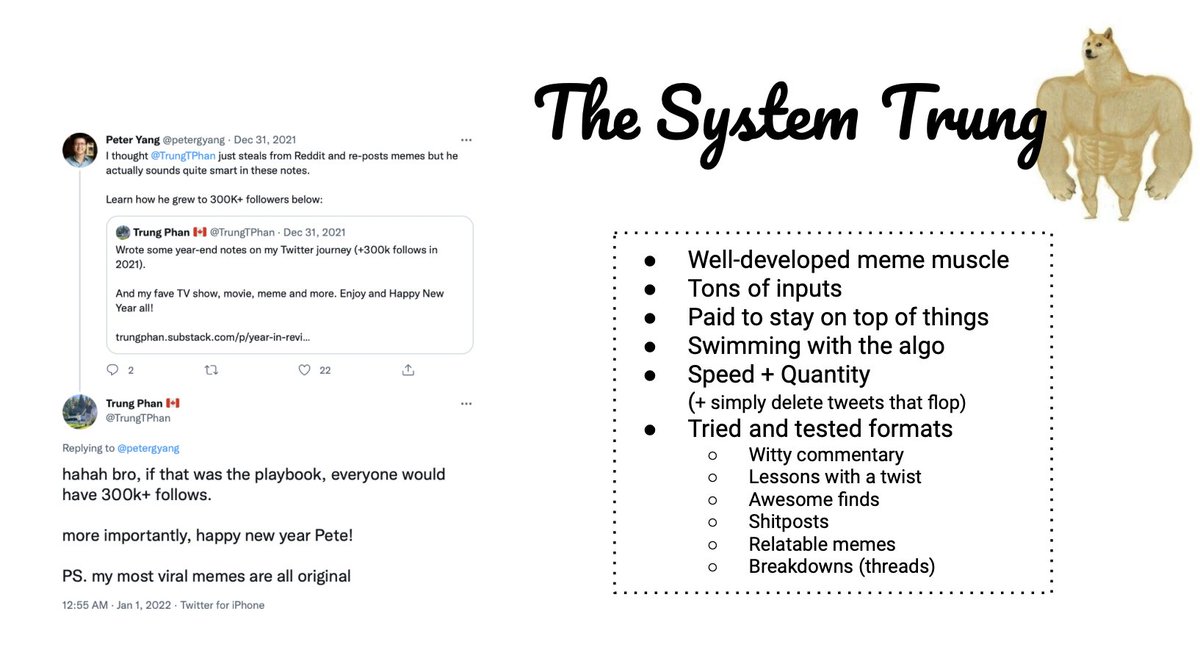 Peter Yang @petergyang · Dec 31, 2021
I thought @TrungTPhan just steals from Reddit and re-posts memes but he
actually sounds quite smart in these notes.
Learn how he grew to 300K+ followers below:
Trung Phan 🇨🇦 @TrungTPhan · Dec 31, 2021
Wrote some year-end notes on my Twitter journey (+300k follows in
2021).
And my fave TV show, movie, meme and more. Enjoy and Happy New
Year all!
trungphan.substack.com/p/year-in-revi...
2
22
Trung Phan 🇨🇦
@TrungTPhan
Replying to @petergyang
hahah bro, if that was the playbook, everyone would
have 300k+ follows.
more importantly, happy new year Pete!
PS. my most viral memes are all original
12:55 AM · Jan 1, 2022 · Twitter for iPhone
The System Trung
● Well-developed meme muscle
● Tons of inputs
● Paid to stay on top of things
● Swimming with the algo
● Speed + Quantity
(+ simply delete tweets that flop)
● Tried and tested formats
○ Witty commentary
○ Lessons with a twist
○ Awesome finds
○ Shitposts
○ Relatable memes
○ Breakdowns (threads)